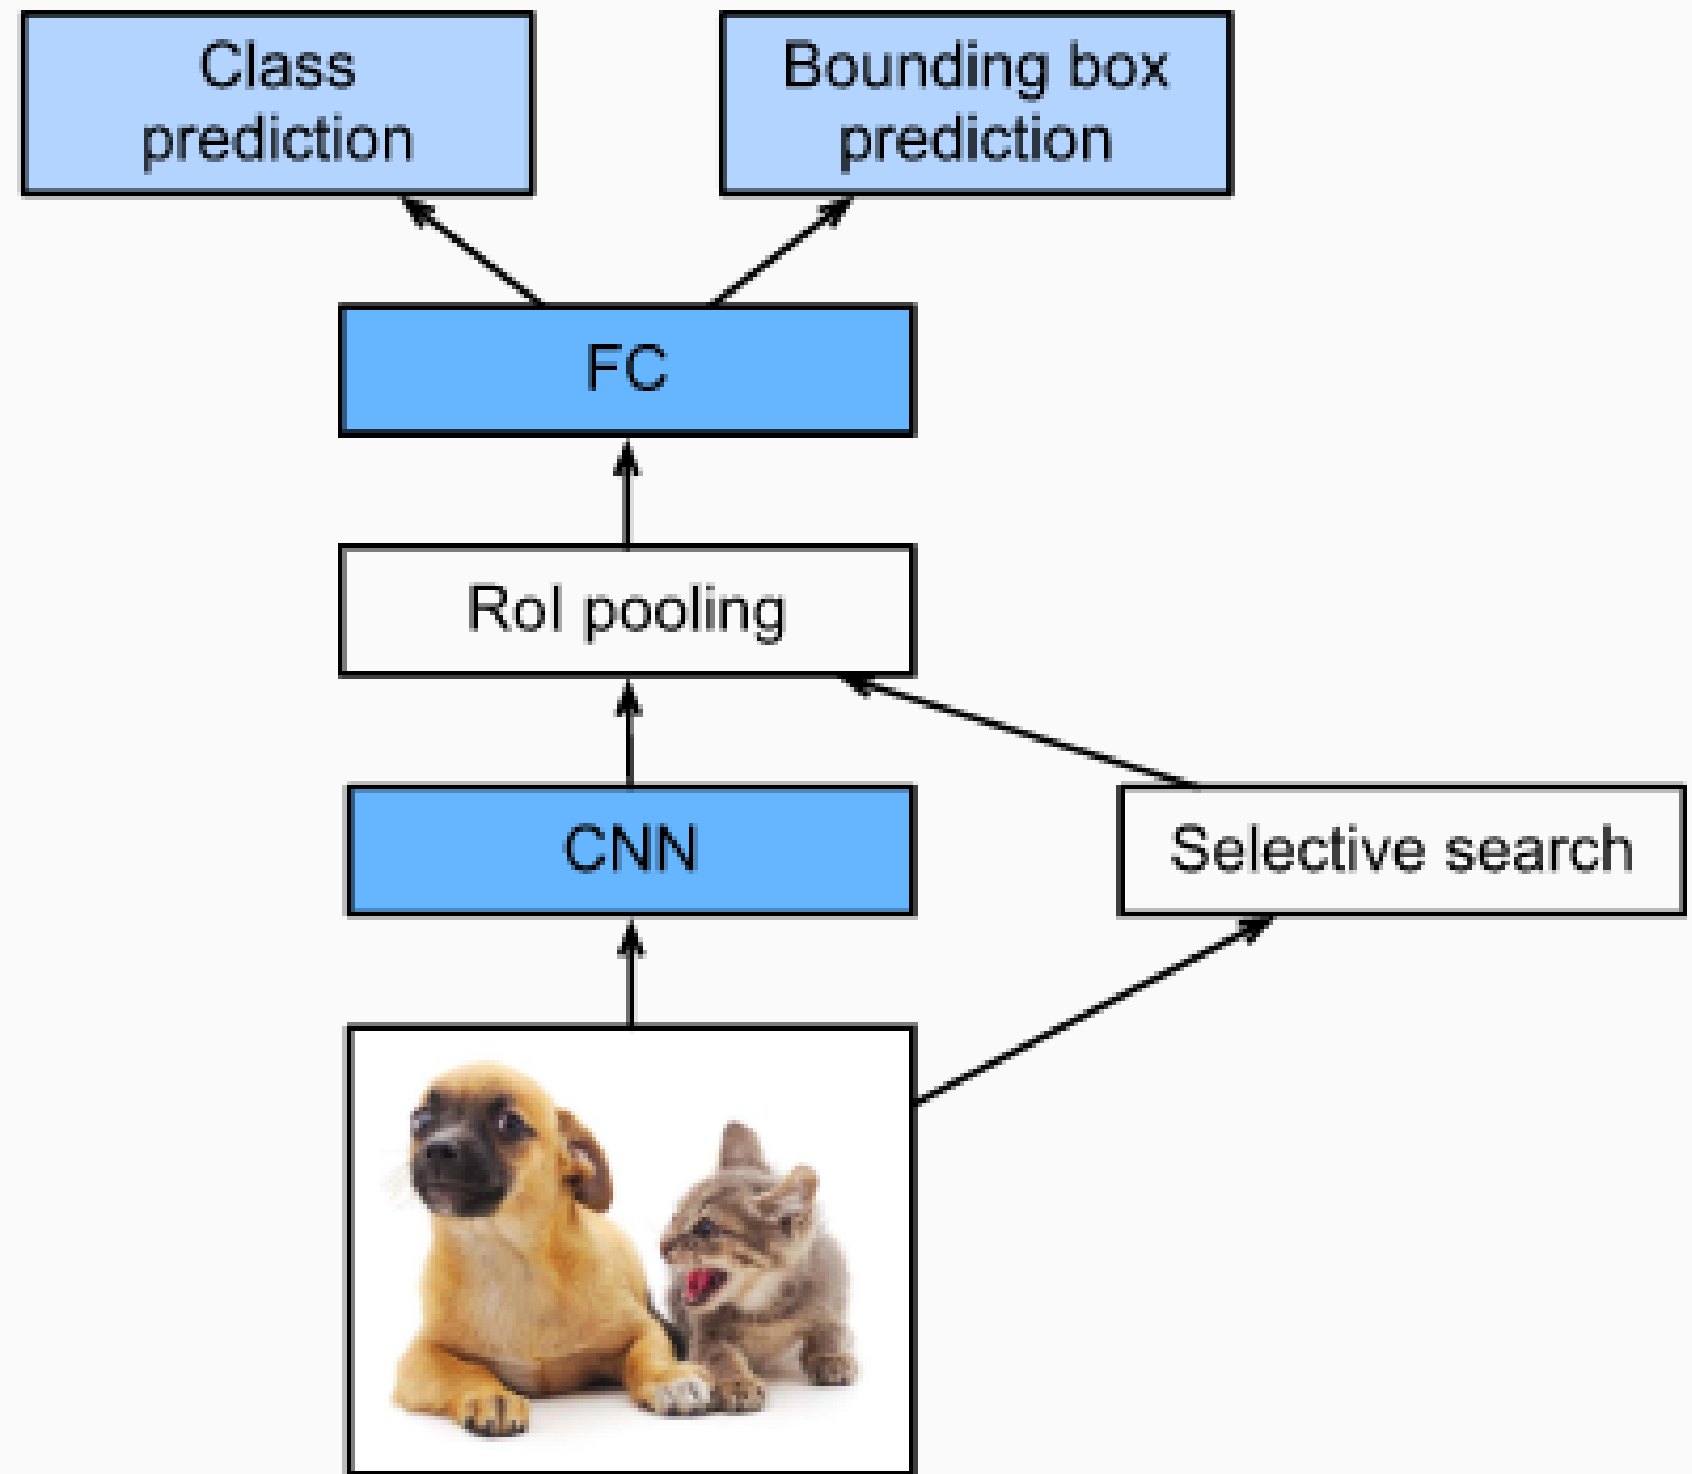 Class
prediction
Bounding box
prediction
FC
RoI pooling
CNN
Selective search